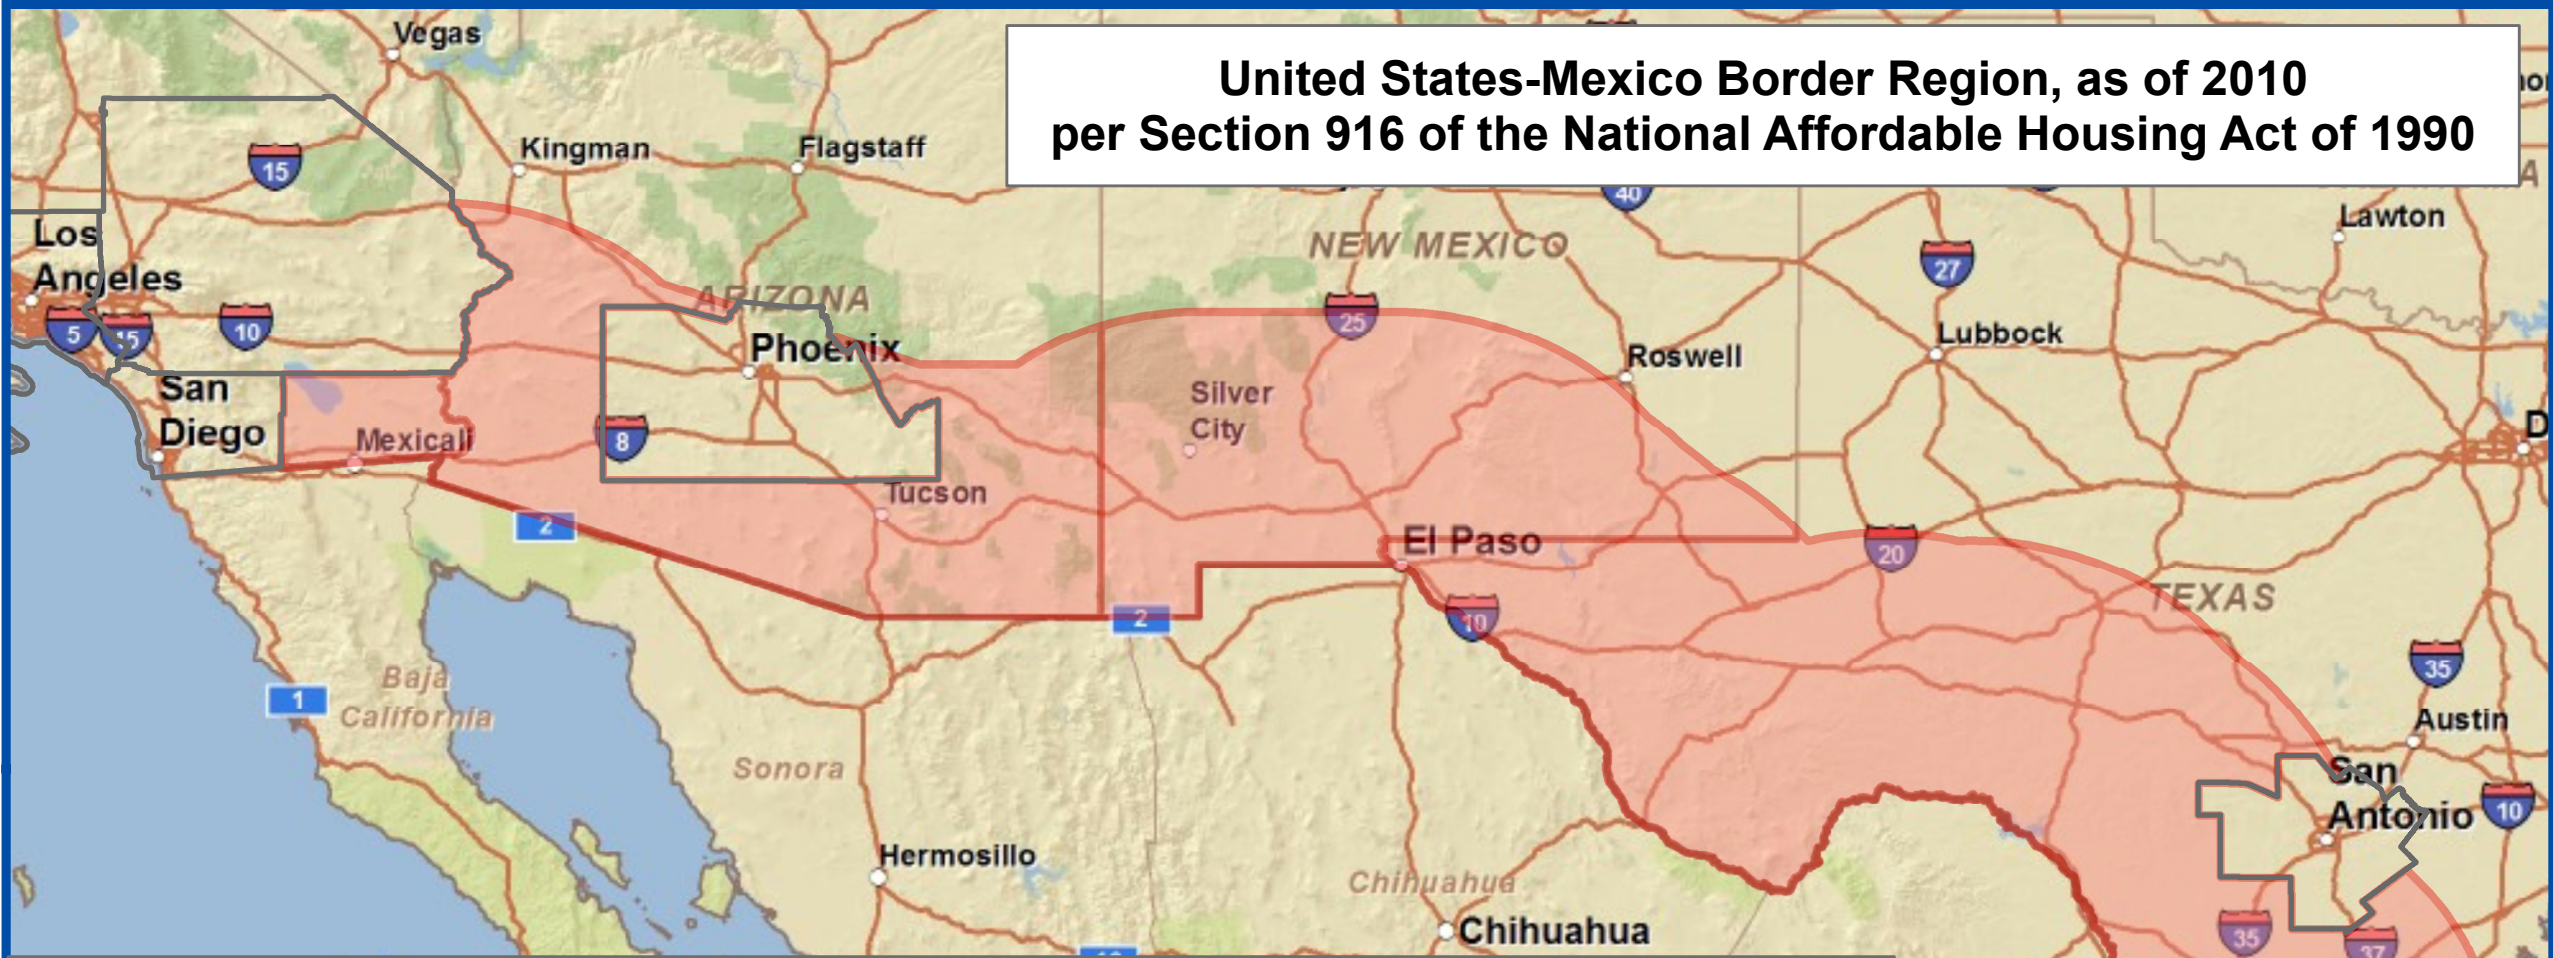 United States-Mexico Border Region, as of 2010
per Section 916 of the National Affordable Housing Act of 1990
Vegas
Kingman
Flagstaff
15
40
Lawton
Los
Angeles
NEW MEXICO
27
ARIZONA
5
15
10
25
Lubbock
Phoenix
Roswell
San
Diego
Silver
City
Mexicali
8
Tucson
2
El Paso
20
2
10
TEXAS
35
Baja
California
1
Austin
Sonora
San
Antonio
10
Hermosillo
Chihuahua
Chihuahua
35
37